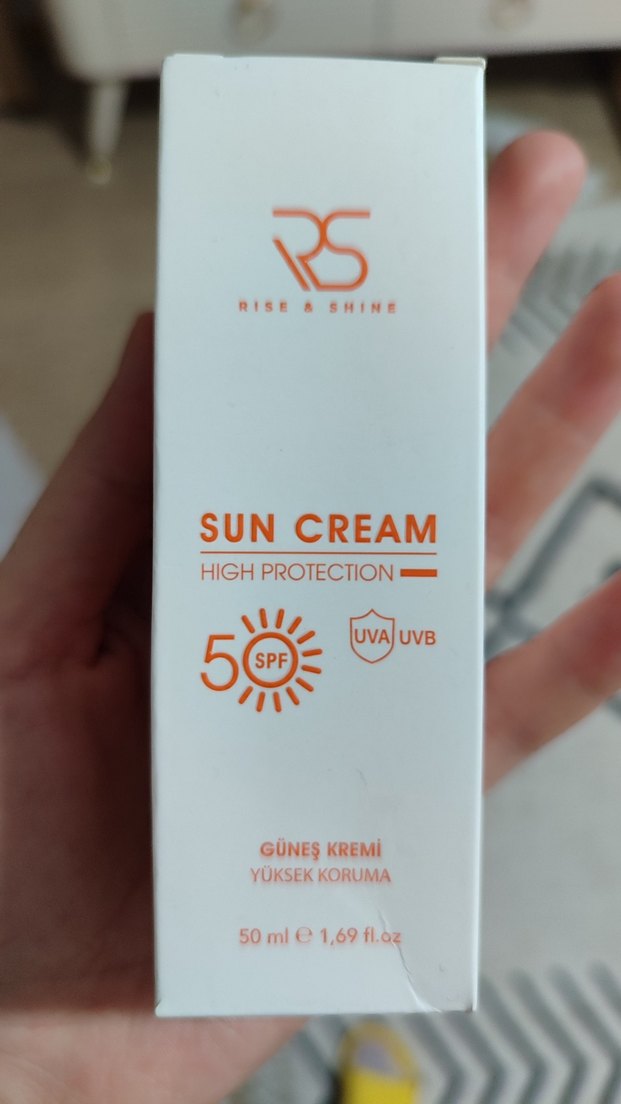 RS
RISE & SHINE
SUN CREAM
HIGH PROTECTION
50 SPF
UVA UVB
GÜNEŞ KREMİ
YÜKSEK KORUMA
50 ml ℮ 1,69 fl.oz